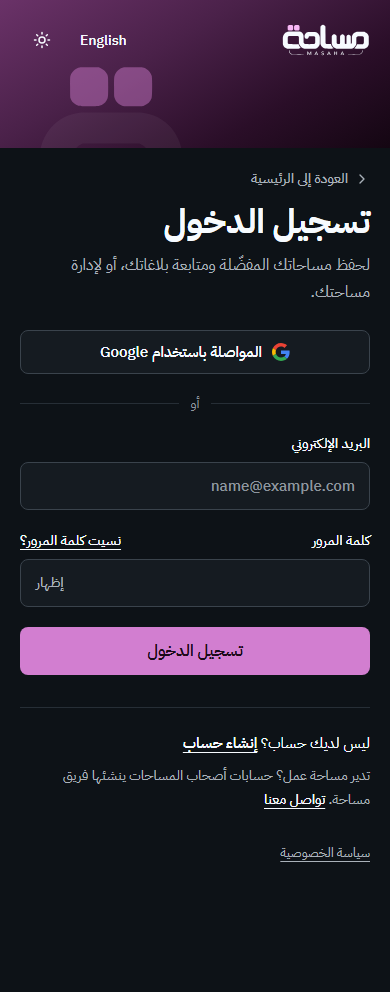 مساحة
MASAHA
English
العودة إلى الرئيسية
تسجيل الدخول
لحفظ مساحاتك المفضّلة ومتابعة بلاغاتك، أو لإدارة
مساحتك.
المواصلة باستخدام Google
أو
البريد الإلكتروني
name@example.com
كلمة المرور
نسيت كلمة المرور؟
إظهار
تسجيل الدخول
ليس لديك حساب؟ إنشاء حساب
تدير مساحة عمل؟ حسابات أصحاب المساحات ينشئها فريق
مساحة. تواصل معنا
سياسة الخصوصية